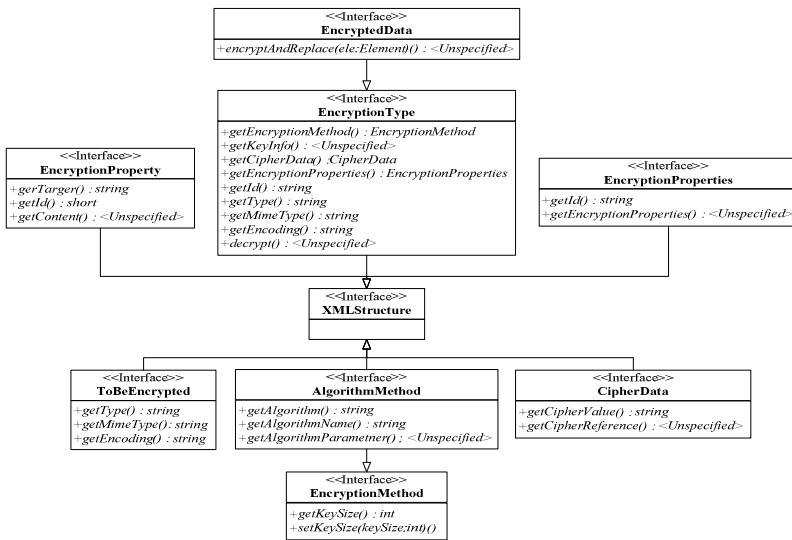 <<Interface>>
EncryptedData
+encryptAndReplace(ele:Element)() : <Unspecified>
<<Interface>>
EncryptionType
+getEncryptionMethod() : EncryptionMethod
+getKeyInfo() : <Unspecified>
+getCipherData() :CipherData
+getEncryptionProperties() : EncryptionProperties
+getId() : string
+getType() : string
+getMimeType() : string
+getEncoding() : string
+decrypt() : <Unspecified>
<<Interface>>
EncryptionProperty
+gerTarger() : string
+getId() : short
+getContent() : <Unspecified>
<<Interface>>
EncryptionProperties
+getId() : string
+getEncryptionProperties() : <Unspecified>
<<Interface>>
XMLStructure
<<Interface>>
ToBeEncrypted
+getType() : string
+getMimeType(): string
+getEncoding() : string
<<Interface>>
AlgorithmMethod
+getAlgorithm() : string
+getAlgorithmName() : string
+getAlgorithmParametner() ; <Unspecified>
<<Interface>>
CipherData
+getCipherValue() : string
+getCipherReference() : <Unspecified>
<<Interface>>
EncryptionMethod
+getKeySize() : int
+setKeySize(keySize:int)()